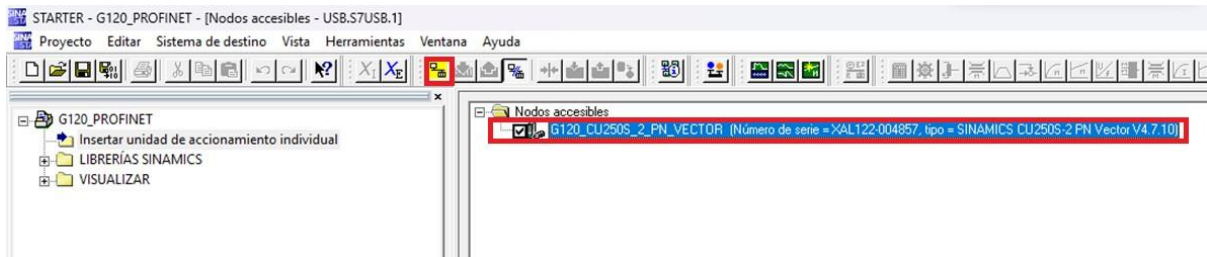 STARTER - G120_PROFINET - [Nodos accesibles - USB.S7USB.1]
Proyecto Editar Sistema de destino Vista Herramientas Ventana Ayuda
G120_PROFINET
Insertar unidad de accionamiento individual
LIBRERÍAS SINAMICS
VISUALIZAR
Nodos accesibles
G120_CU250S_2_PN_VECTOR (Número de serie = XAL122-004857, tipo = SINAMICS CU250S-2 PN Vector V4.7.10)